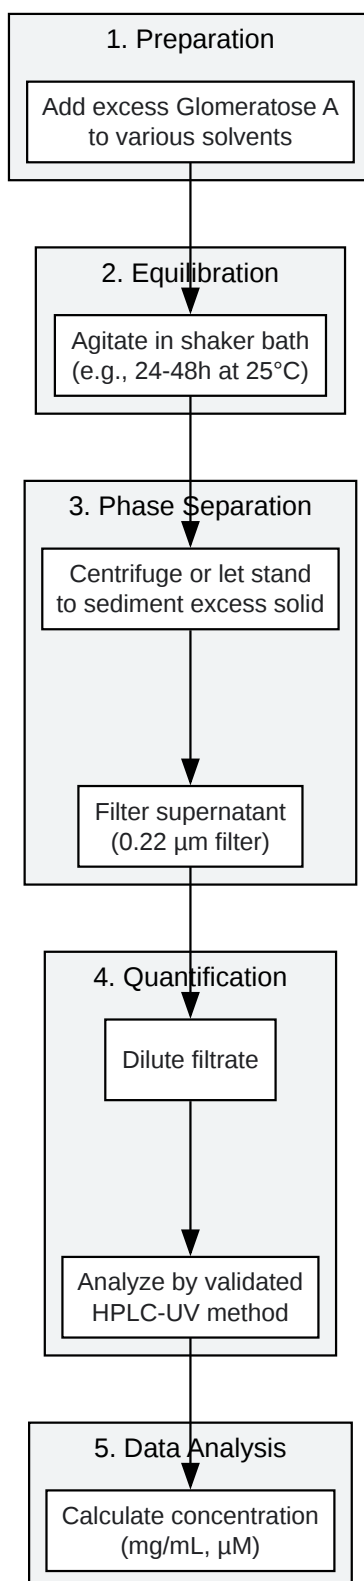 1. Preparation
Add excess Glomeratose A
to various solvents
2. Equilibration
Agitate in shaker bath
(e.g., 24-48h at 25°C)
3. Phase Separation
Centrifuge or let stand
to sediment excess solid
Filter supernatant
(0.22 µm filter)
4. Quantification
Dilute filtrate
Analyze by validated
HPLC-UV method
5. Data Analysis
Calculate concentration
(mg/mL, µM)